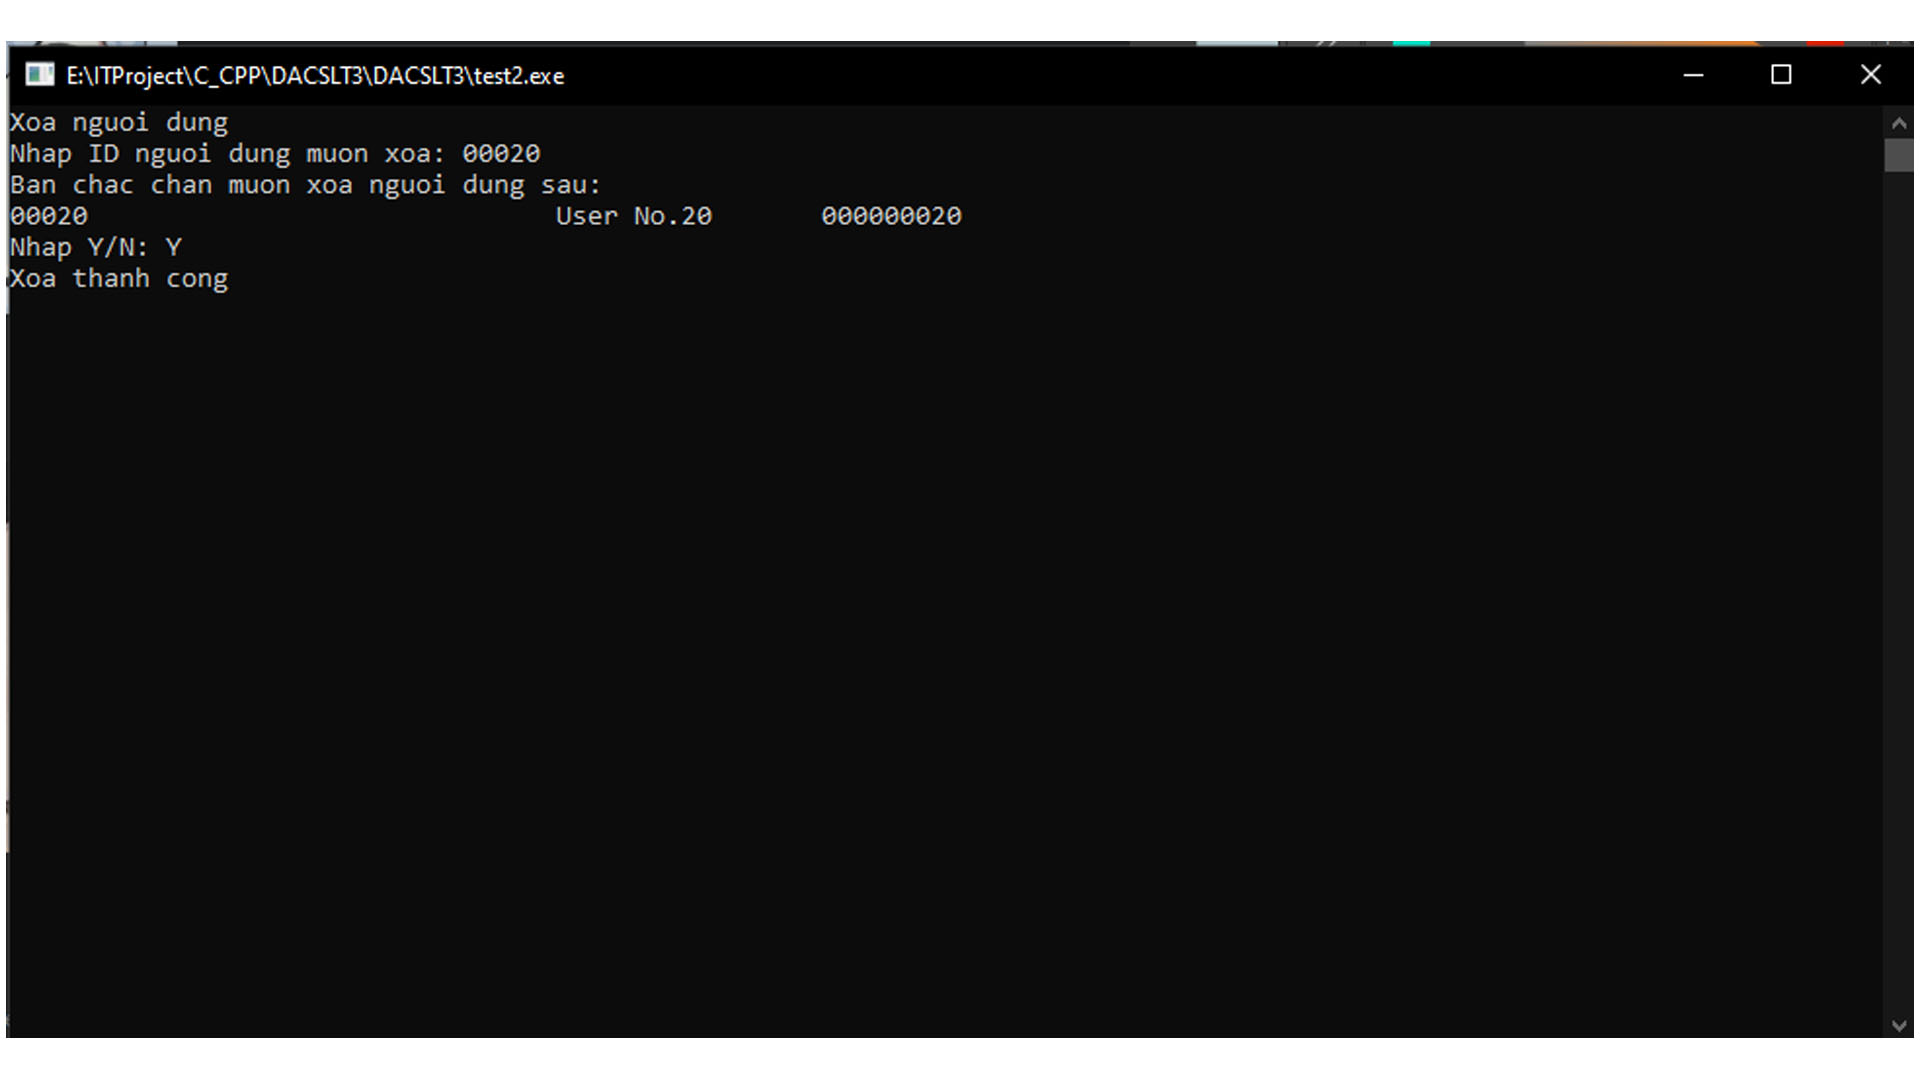 E:\ITProject\C_CPP\DACSLT3\DACSLT3\test2.exe
Xoa nguoi dung
Nhap ID nguoi dung muon xoa: 00020
Ban chac chan muon xoa nguoi dung sau:
00020 User No.20 000000020
Nhap Y/N: Y
Xoa thanh cong